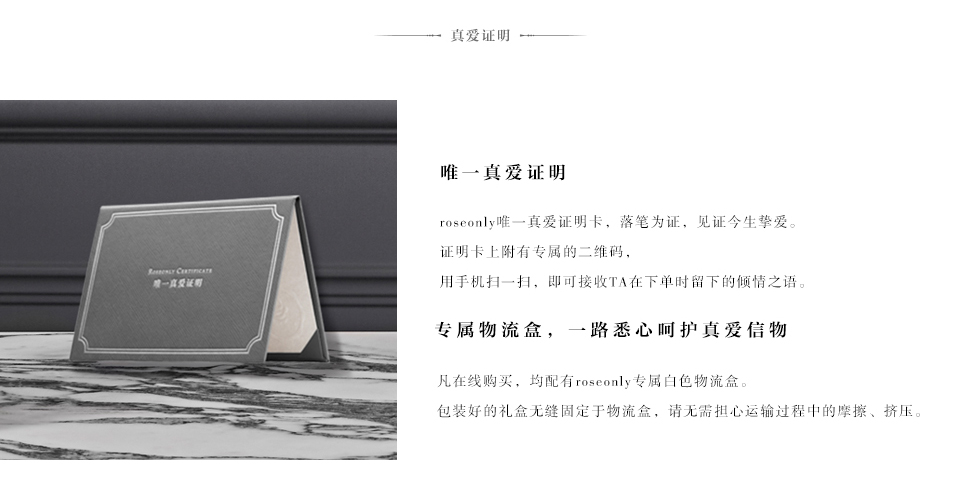 真爱证明
ROSEONLY CERTIFICATE
唯一真爱证明
唯一真爱证明
roseonly唯一真爱证明卡，落笔为证，见证今生挚爱。
证明卡上附有专属的二维码，
用手机扫一扫，即可接收TA在下单时留下的倾情之语。
专属物流盒，一路悉心呵护真爱信物
凡在线购买，均配有roseonly专属白色物流盒。
包装好的礼盒无缝固定于物流盒，请无需担心运输过程中的摩擦、挤压。